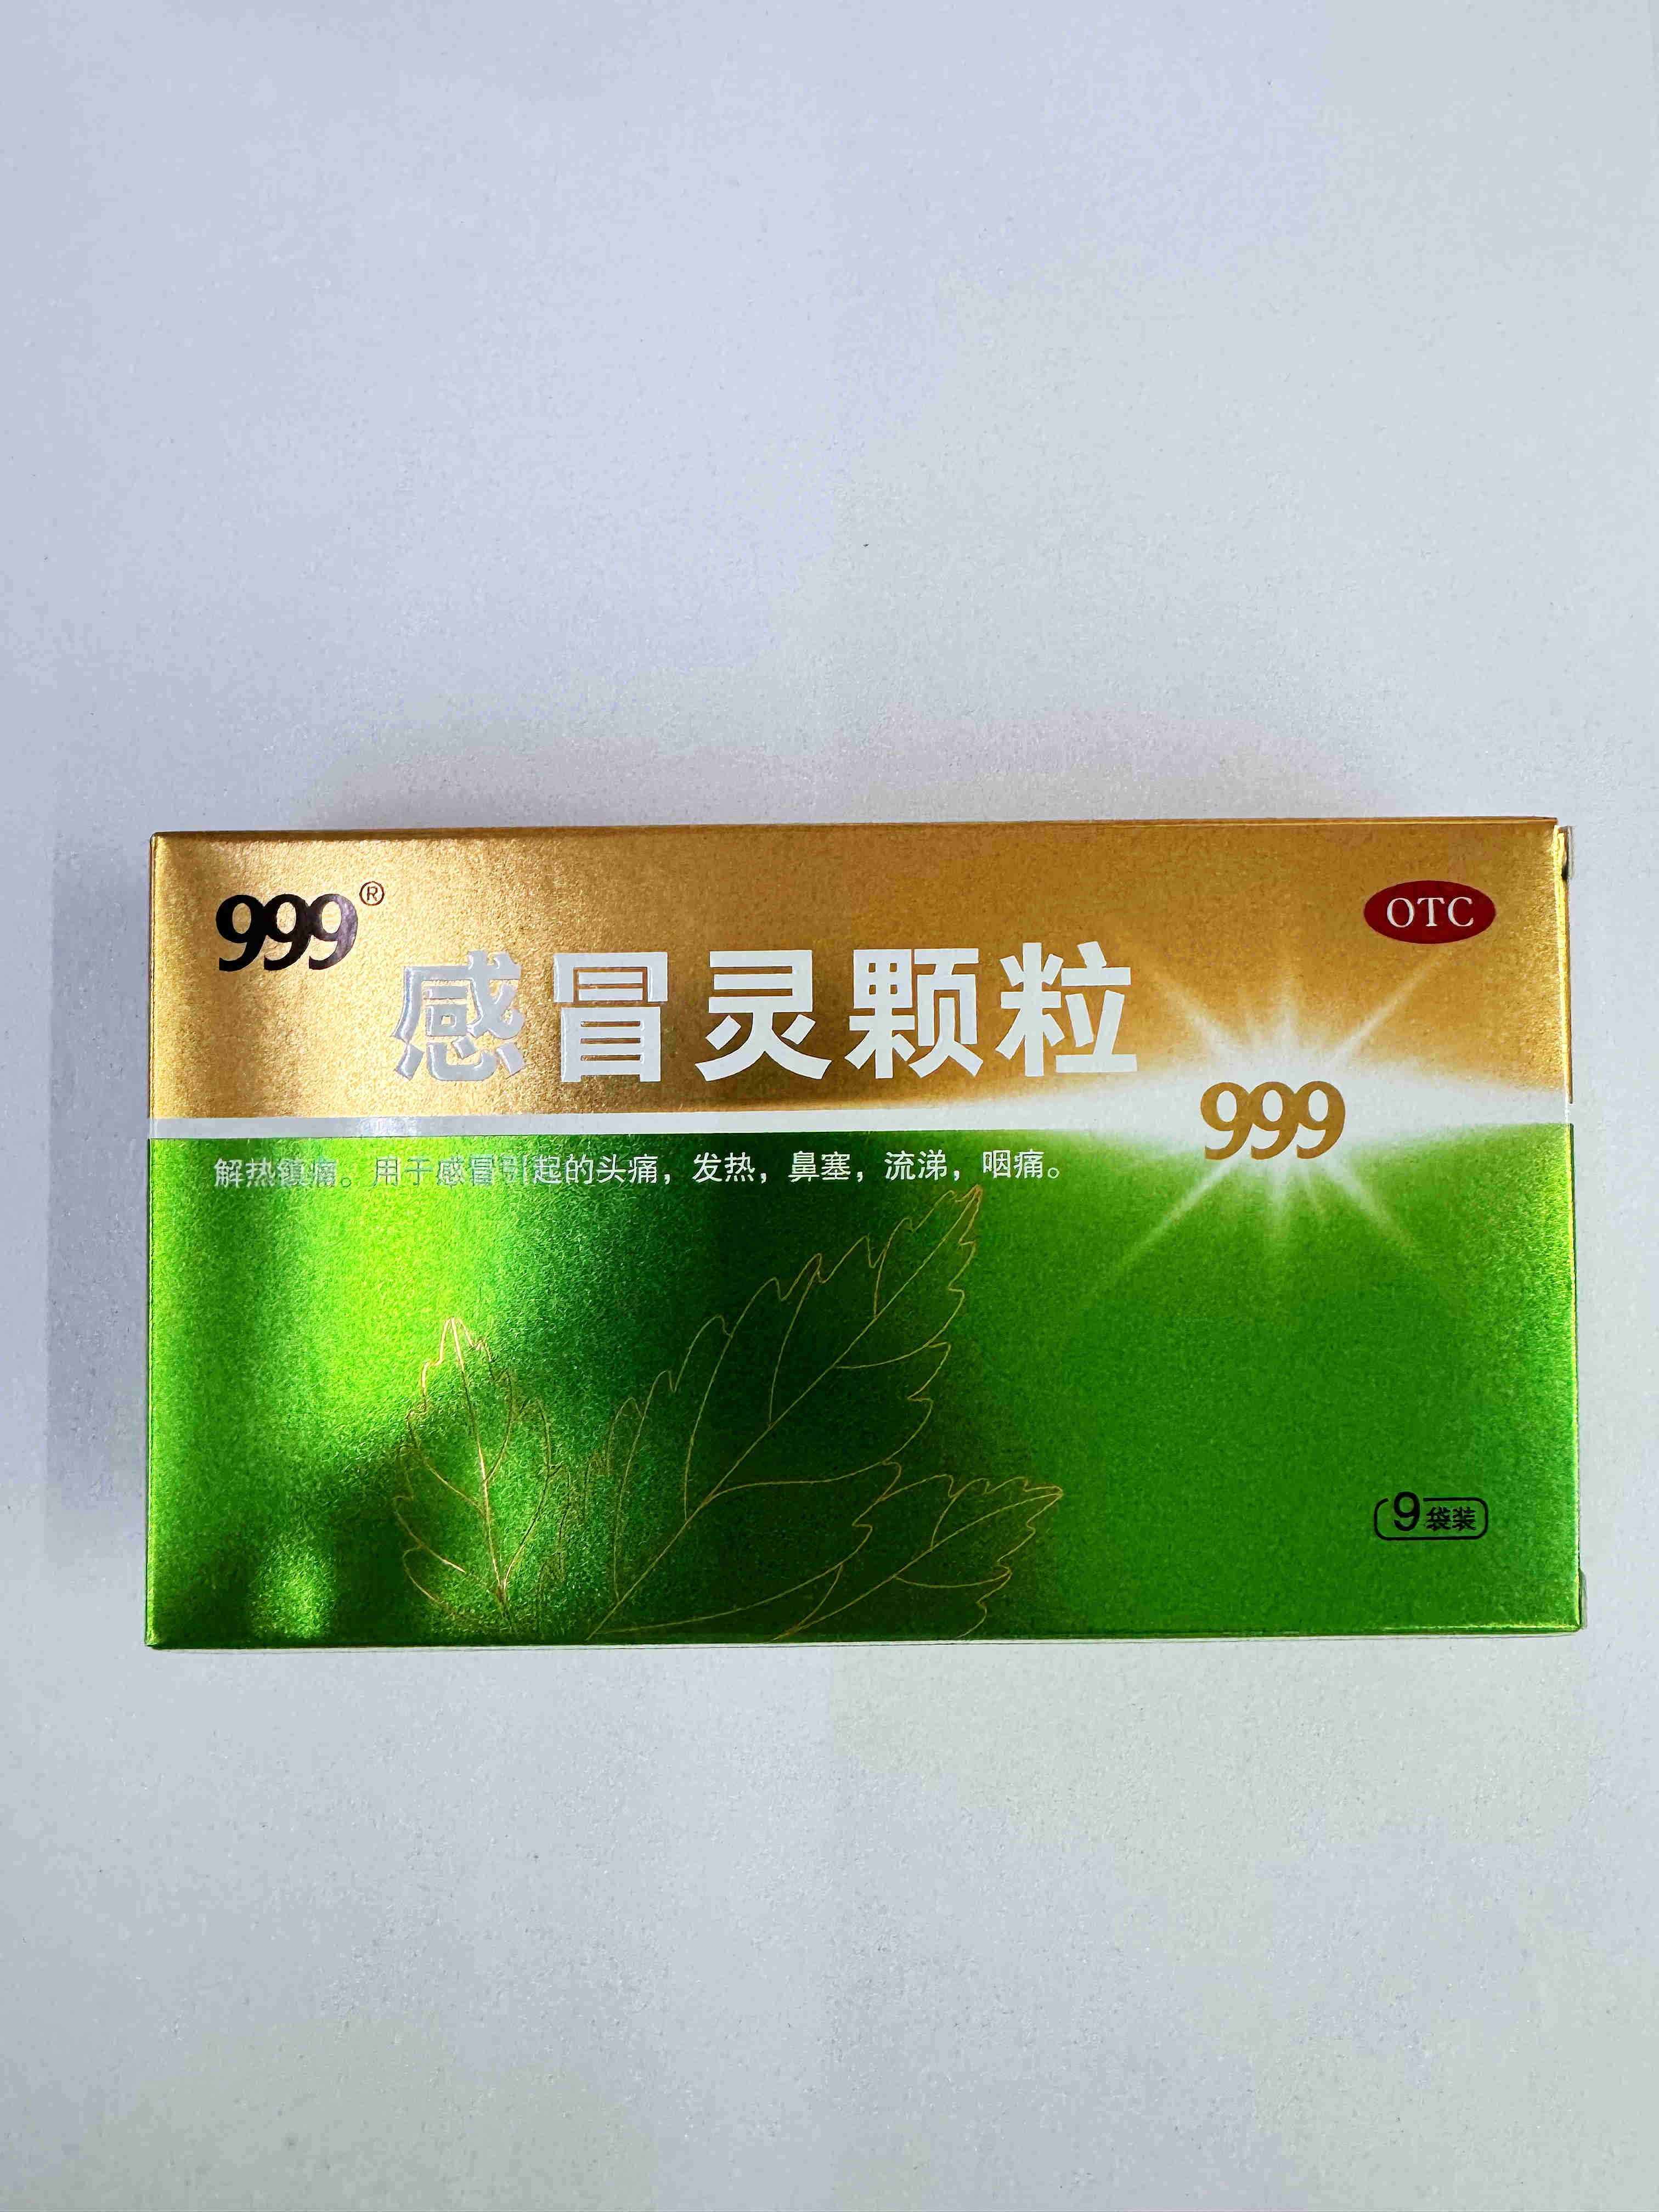 999®
OTC
感冒灵颗粒
999
解热镇痛。用于感冒引起的头痛，发热，鼻塞，流涕，咽痛。
9袋装